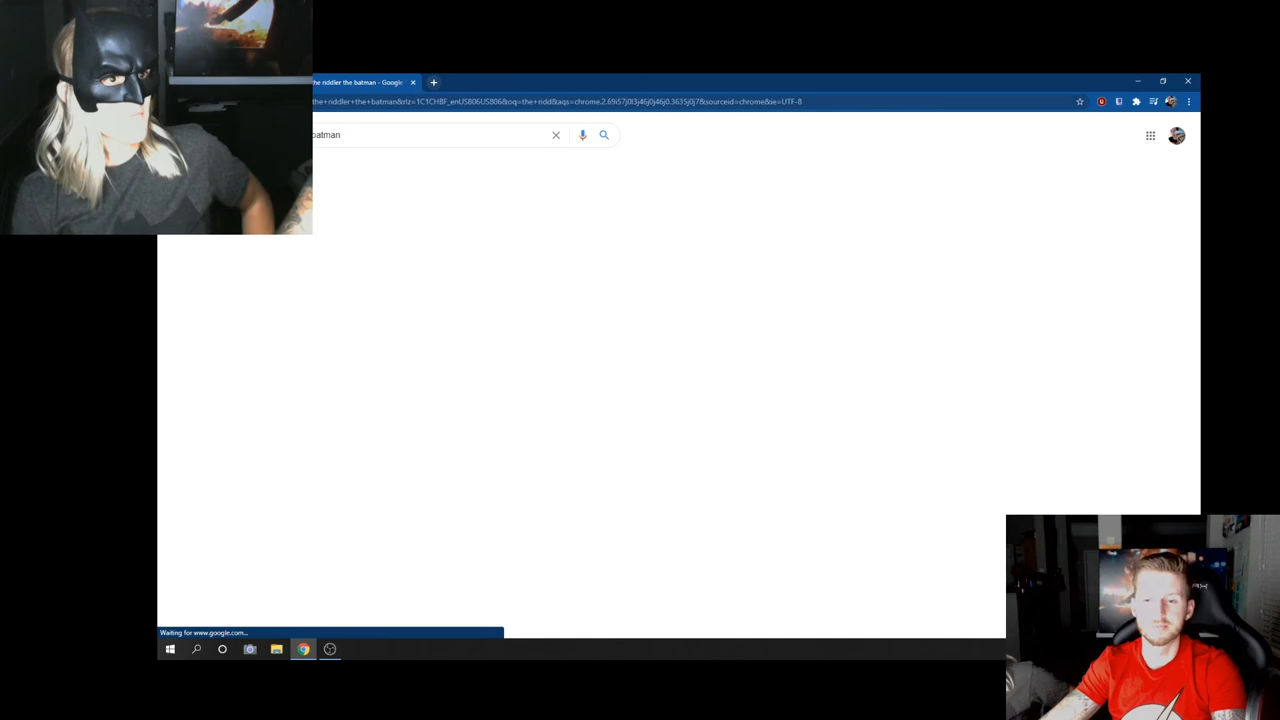 the riddler the batman - Google
the+riddler+the+batman&rlz=1C1CHBF_enUS806US806&oq=the+ridd&aqs=chrome.2.69i57j0l3j46j0j46j0.3635j0j7&sourceid=chrome&ie=UTF-8
batman
Waiting for www.google.com...